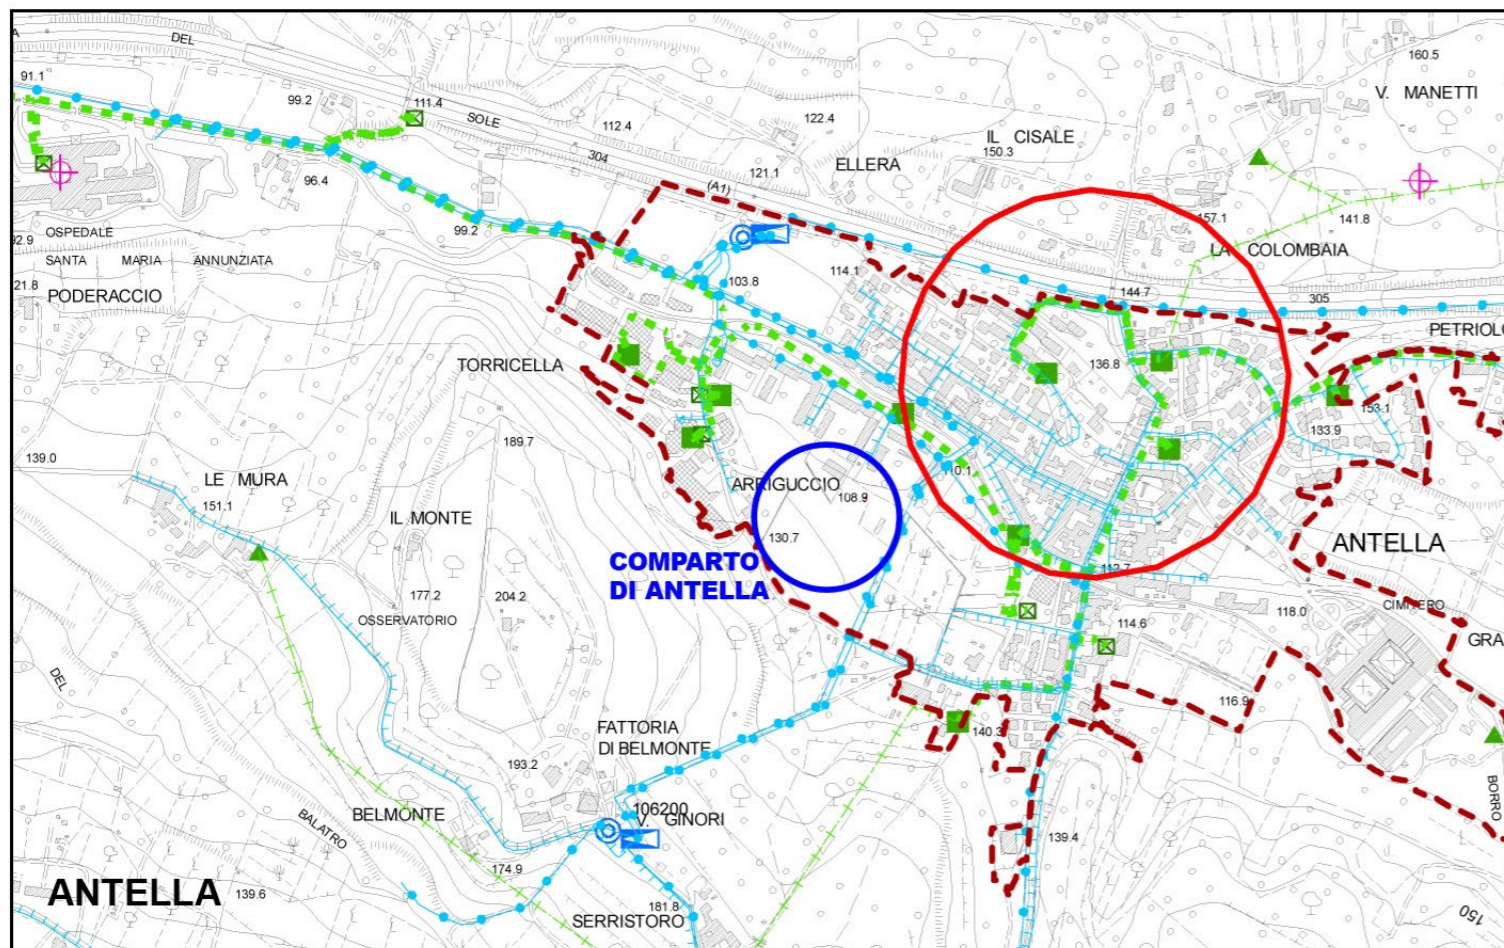 DEL
160.5
91.1
V. MANETTI
99.2
111.4
SOLE
112.4
122.4
IL CISALE
150.3
304
ELLERA
121.1
96.4
(A1)
157.1
141.8
99.2
92.9
OSPEDALE
LA COLOMBAIA
SANTA MARIA ANNUNZIATA
114.1
103.8
144.7
21.8
PODERACCIO
305
PETRIOLO
TORRICELLA
136.8
153.1
133.9
189.7
139.0
LE MURA
151.1
ARRIGUCCIO
110.1
108.9
IL MONTE
130.7
ANTELLA
COMPARTO
DI ANTELLA
112.7
177.2
204.2
OSSERVATORIO
118.0
CIMITERO
114.6
GRA
DEL
116.9
FATTORIA
DI BELMONTE
140.3
193.2
BORRO
106200
V. GINORI
BELMONTE
BALATRO
139.4
174.9
ANTELLA
139.6
181.8
SERRISTORO
150